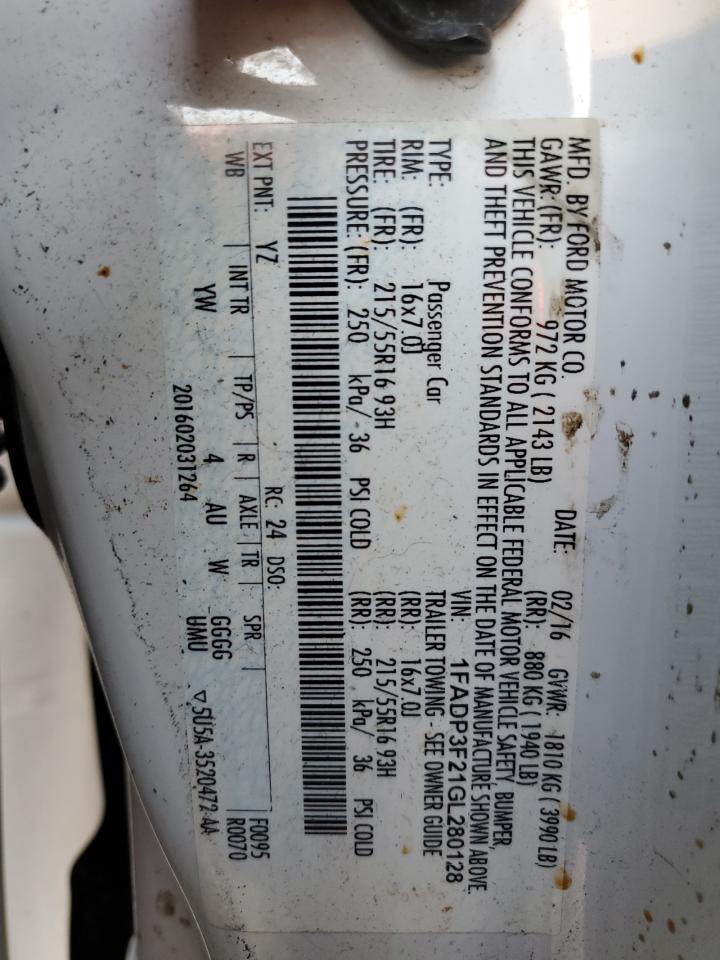 MFD. BY FORD MOTOR CO. DATE: 02/16 GVWR: 1810 KG ( 3990 LB)
GAWR: (FR): 972 KG ( 2143 LB) (RR): 880 KG ( 1940 LB)
THIS VEHICLE CONFORMS TO ALL APPLICABLE FEDERAL MOTOR VEHICLE SAFETY, BUMPER,
AND THEFT PREVENTION STANDARDS IN EFFECT ON THE DATE OF MANUFACTURE SHOWN ABOVE.
VIN: 1FADP3F21GL280128
TYPE: Passenger Car TRAILER TOWING - SEE OWNER GUIDE
RIM: (FR): 16x7.0J (RR): 16x7.0J
TIRE: (FR): 215/55R16 93H (RR): 215/55R16 93H
PRESSURE: (FR): 250 kPa/ 36 PSI COLD (RR): 250 kPa/ 36 PSI COLD
EXT PNT: YZ RC: 24 DSO: F0095
WB INT TR TP/PS R AXLE TR SPR R0070
YW 4 AU W GGGG
UMU
201602031264 ▽5U5A-3520472-AA